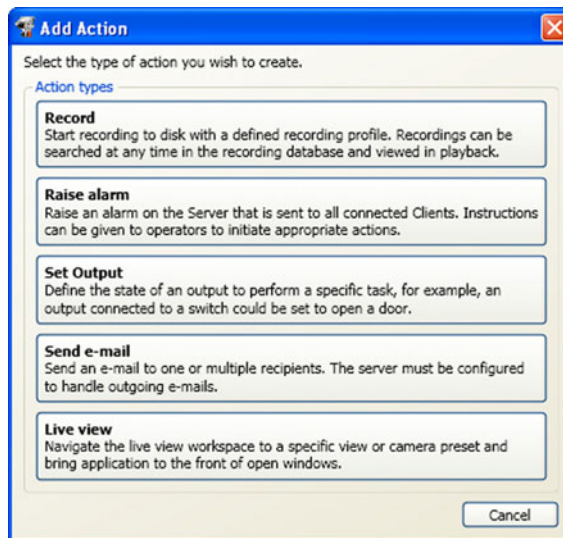 Add Action
Select the type of action you wish to create.
Action types
Record
Start recording to disk with a defined recording profile. Recordings can be
searched at any time in the recording database and viewed in playback.
Raise alarm
Raise an alarm on the Server that is sent to all connected Clients. Instructions
can be given to operators to initiate appropriate actions.
Set Output
Define the state of an output to perform a specific task, for example, an
output connected to a switch could be set to open a door.
Send e-mail
Send an e-mail to one or multiple recipients. The server must be configured
to handle outgoing e-mails.
Live view
Navigate the live view workspace to a specific view or camera preset and
bring application to the front of open windows.
Cancel